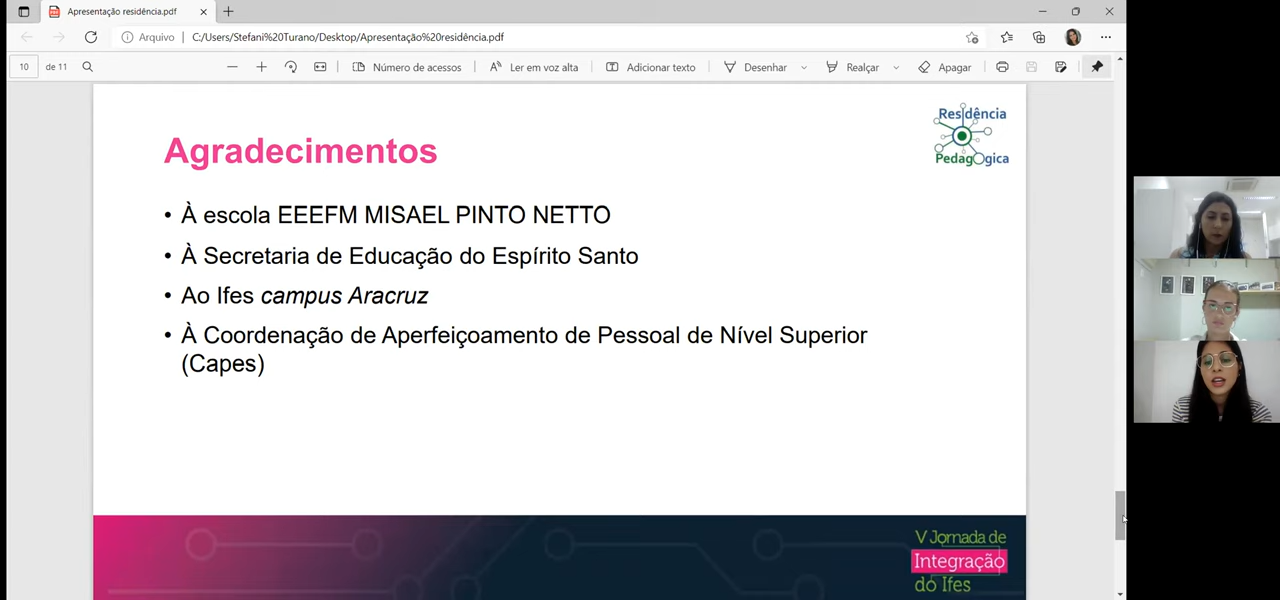 Apresentação residência.pdf
Arquivo
C:/Users/Stefani%20Turano/Desktop/Apresentação%20residência.pdf
10 de 11
Número de acessos
Ler em voz alta
Adicionar texto
Desenhar
Realçar
Apagar
Residência
Pedagógica
Agradecimentos
• À escola EEEFM MISAEL PINTO NETTO
• À Secretaria de Educação do Espírito Santo
• Ao Ifes campus Aracruz
• À Coordenação de Aperfeiçoamento de Pessoal de Nível Superior
(Capes)
V Jornada de
Integração
do Ifes